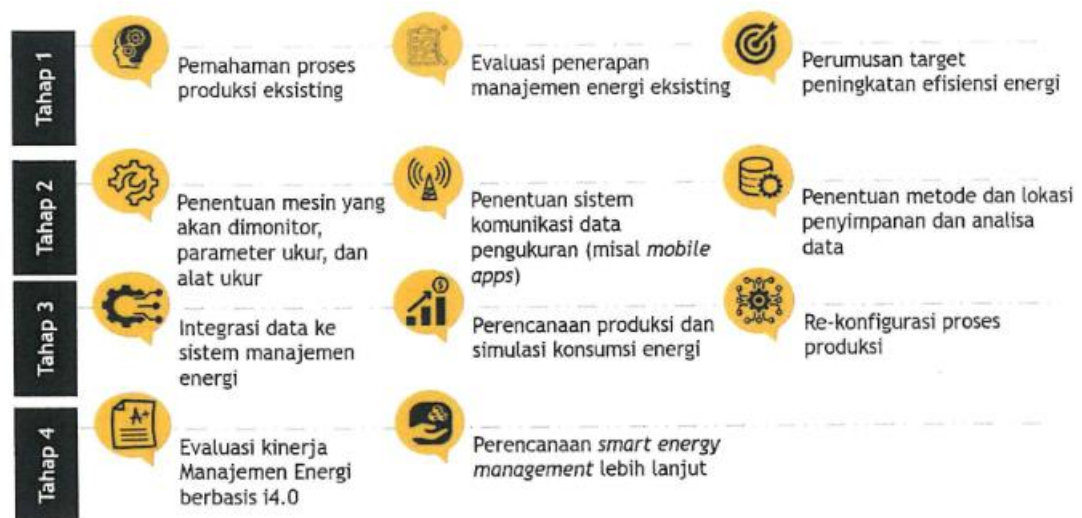 Tahap 1
Pemahaman proses
produksi eksisting
Evaluasi penerapan
manajemen energi eksisting
Perumusan target
peningkatan efisiensi energi
Tahap 2
Penentuan mesin yang
akan dimonitor,
parameter ukur, dan
alat ukur
Penentuan sistem
komunikasi data
pengukuran (misal mobile
apps)
Penentuan metode dan lokasi
penyimpanan dan analisa
data
Tahap 3
Integrasi data ke
sistem manajemen
energi
Perencanaan produksi dan
simulasi konsumsi energi
Re-konfigurasi proses
produksi
Tahap 4
A+
Evaluasi kinerja
Manajemen Energi
berbasis i4.0
Perencanaan smart energy
management lebih lanjut